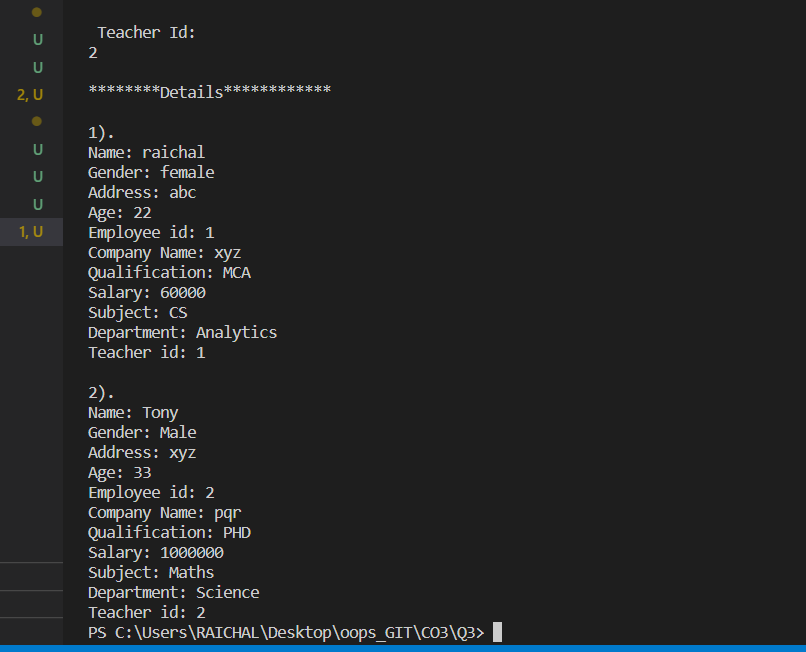 U
U
2, U
U
U
U
1, U
Teacher Id:
2
********Details************
1).
Name: raichal
Gender: female
Address: abc
Age: 22
Employee id: 1
Company Name: xyz
Qualification: MCA
Salary: 60000
Subject: CS
Department: Analytics
Teacher id: 1
2).
Name: Tony
Gender: Male
Address: xyz
Age: 33
Employee id: 2
Company Name: pqr
Qualification: PHD
Salary: 1000000
Subject: Maths
Department: Science
Teacher id: 2
PS C:\Users\RAICHAL\Desktop\oops_GIT\CO3\Q3>